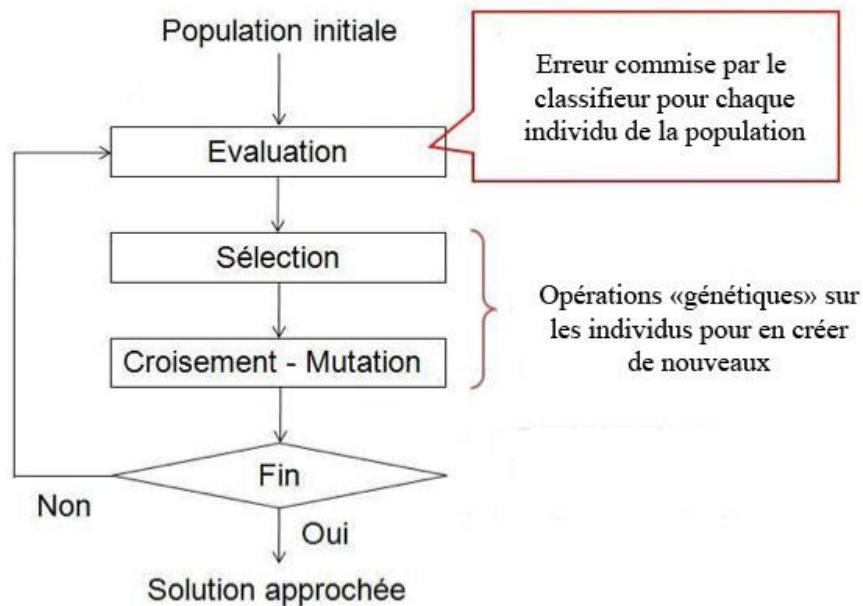 Population initiale
Erreur commise par le
classifieur pour chaque
individu de la population
Evaluation
Sélection
Croisement - Mutation
Opérations «génétiques» sur
les individus pour en créer
de nouveaux
Fin
Non
Oui
Solution approchée